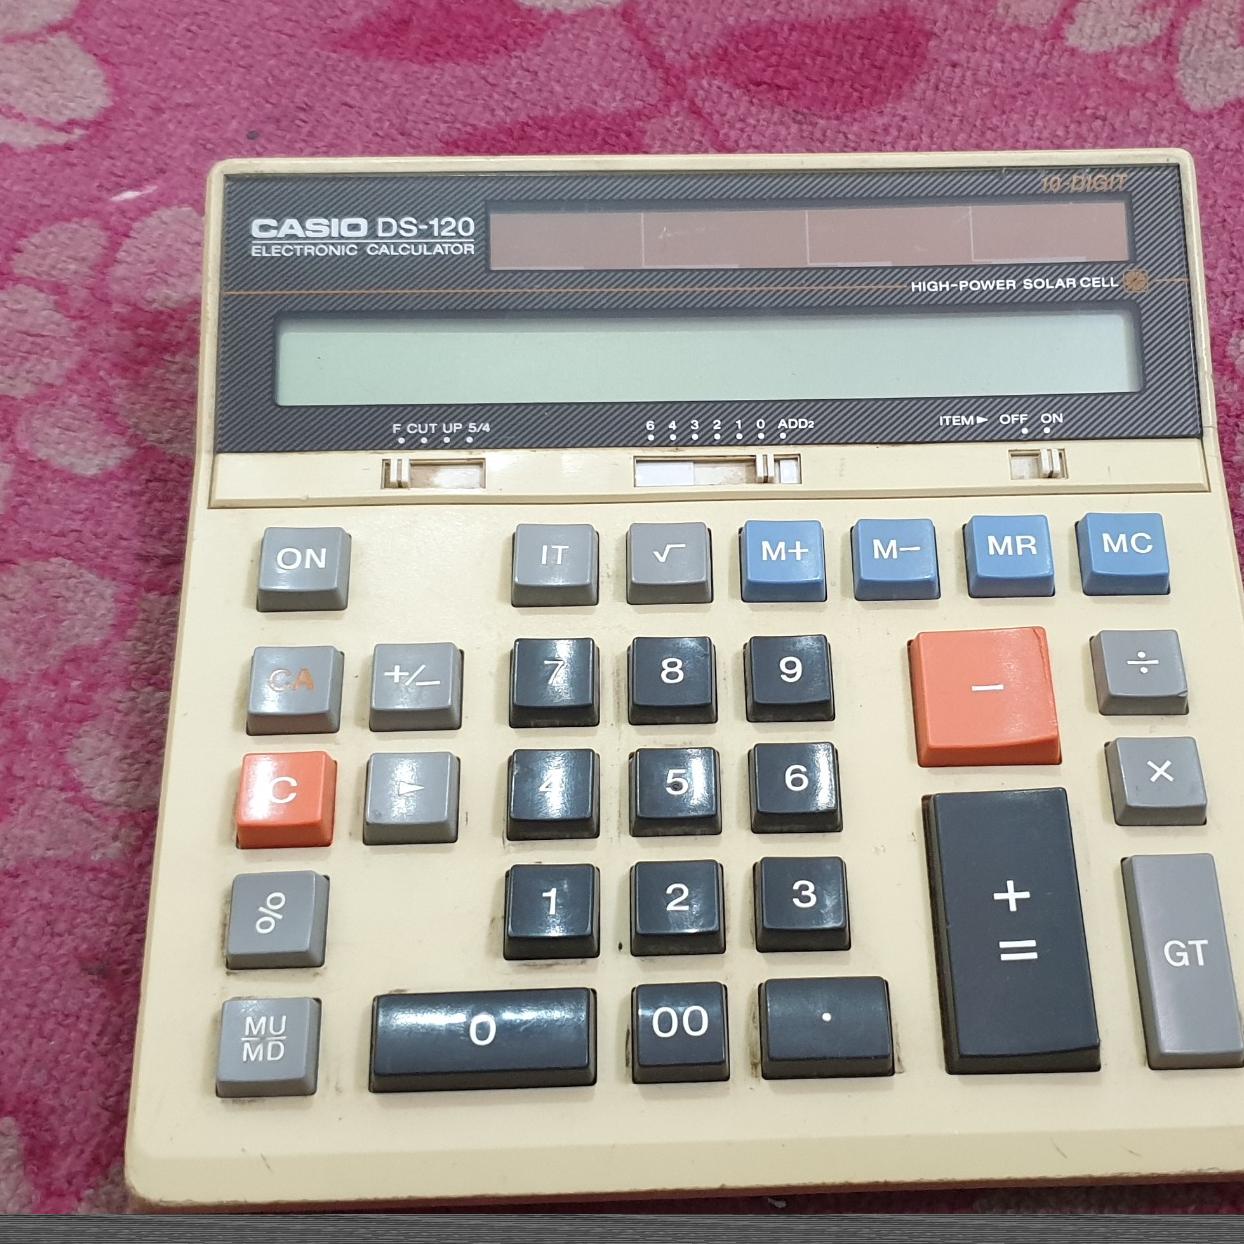 10-DIGIT
CASIO DS-120
ELECTRONIC CALCULATOR
HIGH-POWER SOLAR CELL
F CUT UP 5/4
6 4 3 2 1 0 ADD2
ITEM► OFF ON
ON IT √ M+ M− MR MC
CA +/− 7 8 9 − ÷
C ► 4 5 6 ×
% 1 2 3 + =
GT
MU/MD 0 00 .